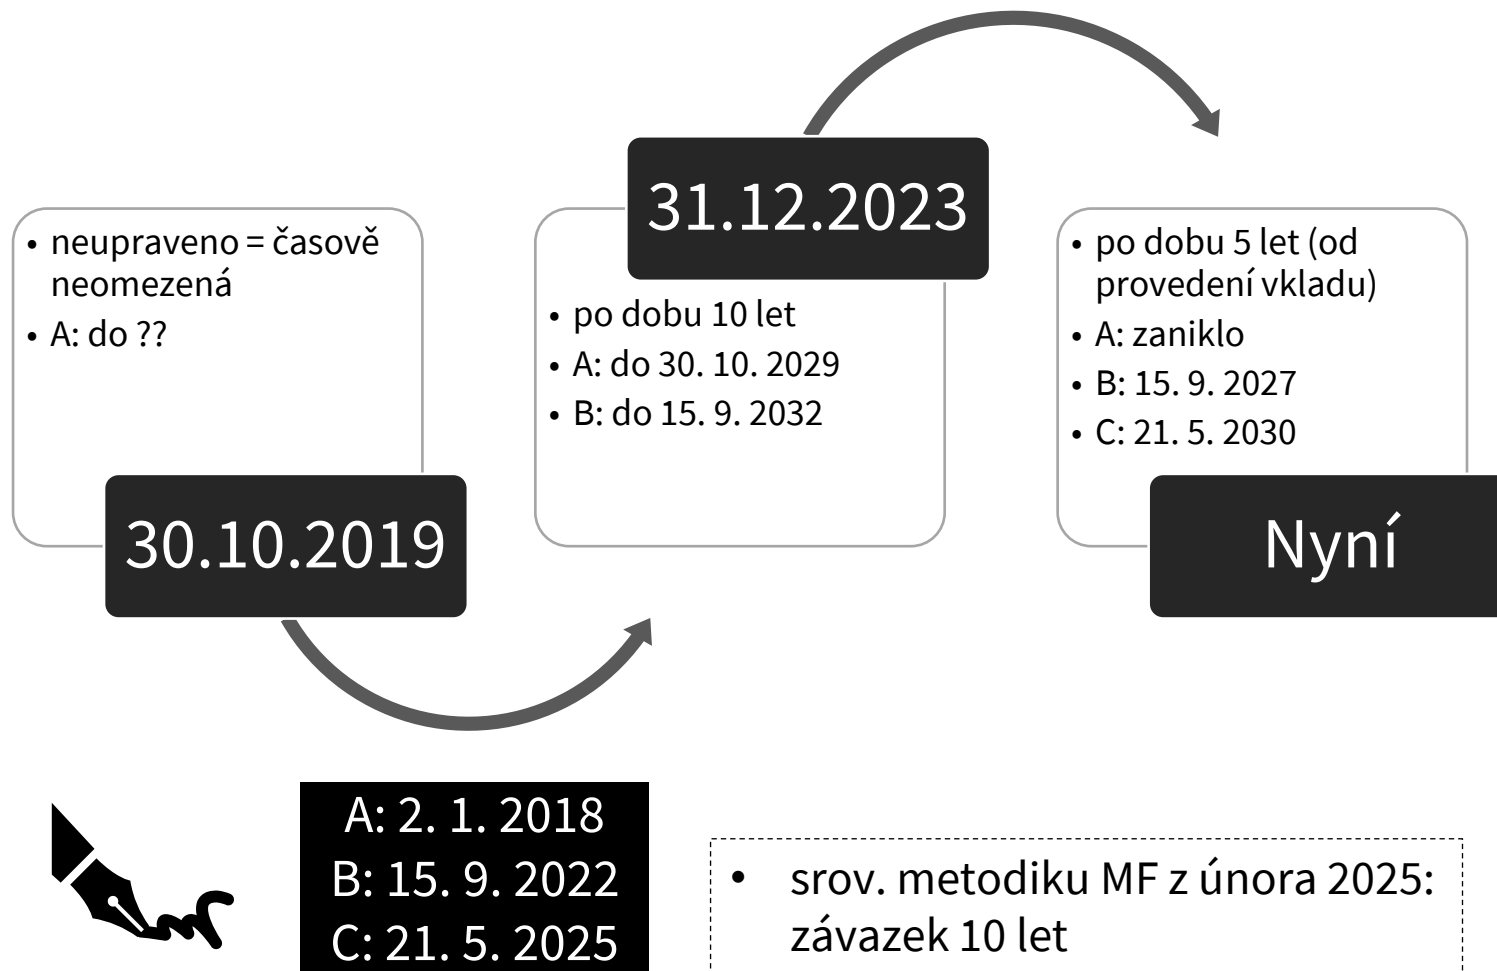 • neupraveno = časově
neomezená
• A: do ??
30.10.2019
31.12.2023
• po dobu 10 let
• A: do 30. 10. 2029
• B: do 15. 9. 2032
• po dobu 5 let (od
provedení vkladu)
• A: zaniklo
• B: 15. 9. 2027
• C: 21. 5. 2030
Nyní
A: 2. 1. 2018
B: 15. 9. 2022
C: 21. 5. 2025
• srov. metodiku MF z února 2025:
závazek 10 let